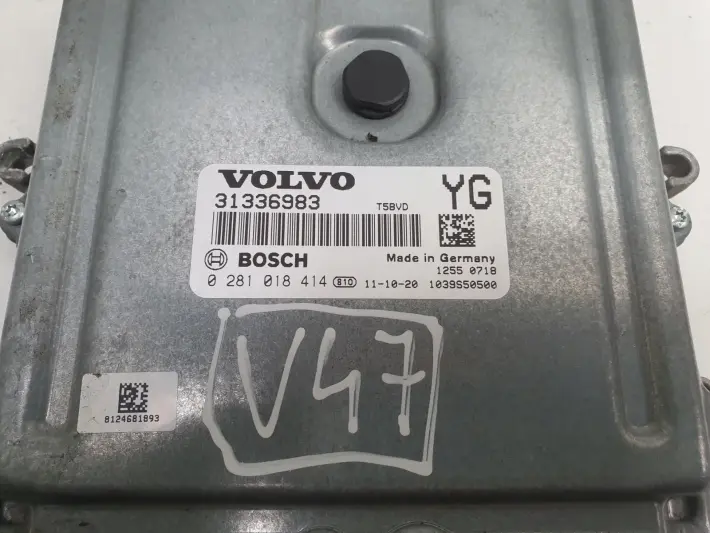 VOLVO
YG
31336983
T5BVD
BOSCH
Made in Germany
1255 0718
0 281 018 414 810 11-10-20 1039S50500
V47
8124681893